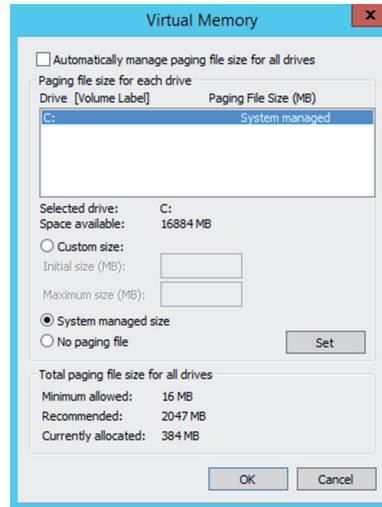 Virtual Memory
x
Automatically manage paging file size for all drives
Paging file size for each drive
Drive [Volume Label] Paging File Size (MB)
C: System managed
Selected drive: C:
Space available: 16884 MB
Custom size:
Initial size (MB):
Maximum size (MB):
System managed size
No paging file Set
Total paging file size for all drives
Minimum allowed: 16 MB
Recommended: 2047 MB
Currently allocated: 384 MB
OK Cancel